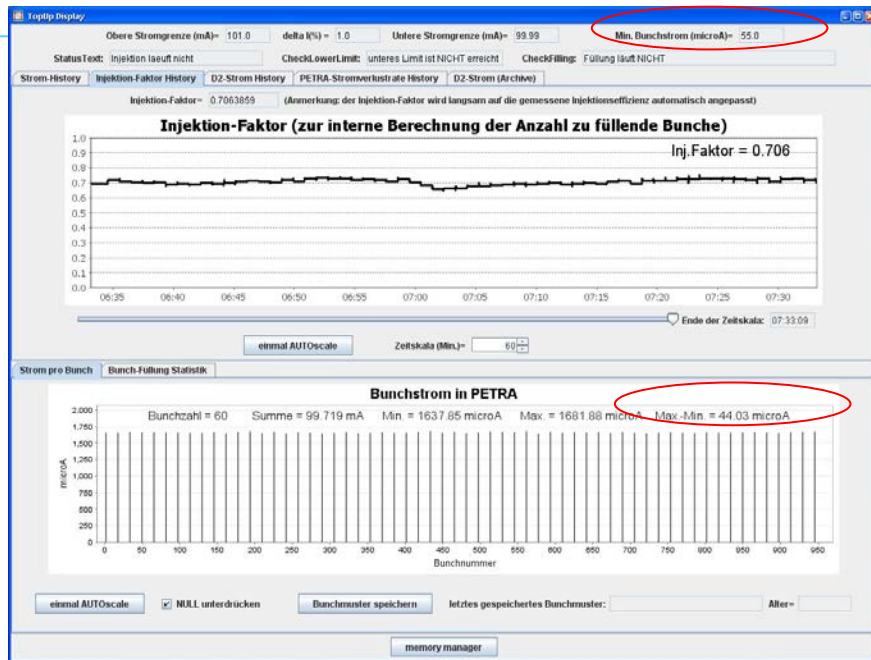 TopUp Display
Obere Stromgrenze (mA)= 101.0 delta I(%) = 1.0 Untere Stromgrenze (mA)= 99.99 Min. Bunchstrom (microA)= 55.0
StatusText: Injektion laeuft nicht CheckLowerLimit: unteres Limit ist NICHT erreicht CheckFilling: Füllung läuft NICHT
Strom-History Injektion-Faktor History D2-Strom History PETRA-Stromverlustrate History D2-Strom (Archive)
Injektion-Faktor= 0.7063859 (Anmerkung: der Injektion-Faktor wird langsam auf die gemessene Injektionseffizienz automatisch angepasst)
Injektion-Faktor (zur interne Berechnung der Anzahl zu füllende Bunche)
Inj.Faktor = 0.706
1.0
0.9
0.8
0.7
0.6
0.5
0.4
0.3
0.2
0.1
0.0
06:35 06:40 06:45 06:50 06:55 07:00 07:05 07:10 07:15 07:20 07:25 07:30
Ende der Zeitskala: 07:33:09
einmal AUTOscale Zeitskala (Min.)= 60
Strom pro Bunch Bunch-Füllung Statistik
Bunchstrom in PETRA
Bunchzahl = 60 Summe = 99.719 mA Min. = 1637.85 microA Max. = 1681.88 microA Max.-Min. = 44.03 microA
microA
2,000
1,750
1,500
1,250
1,000
750
500
250
0
0 50 100 150 200 250 300 350 400 450 500 550 600 650 700 750 800 850 900 950
Bunchnummer
einmal AUTOscale NULL unterdrücken Bunchmuster speichern letztes gespeichertes Bunchmuster: Alter=
memory manager